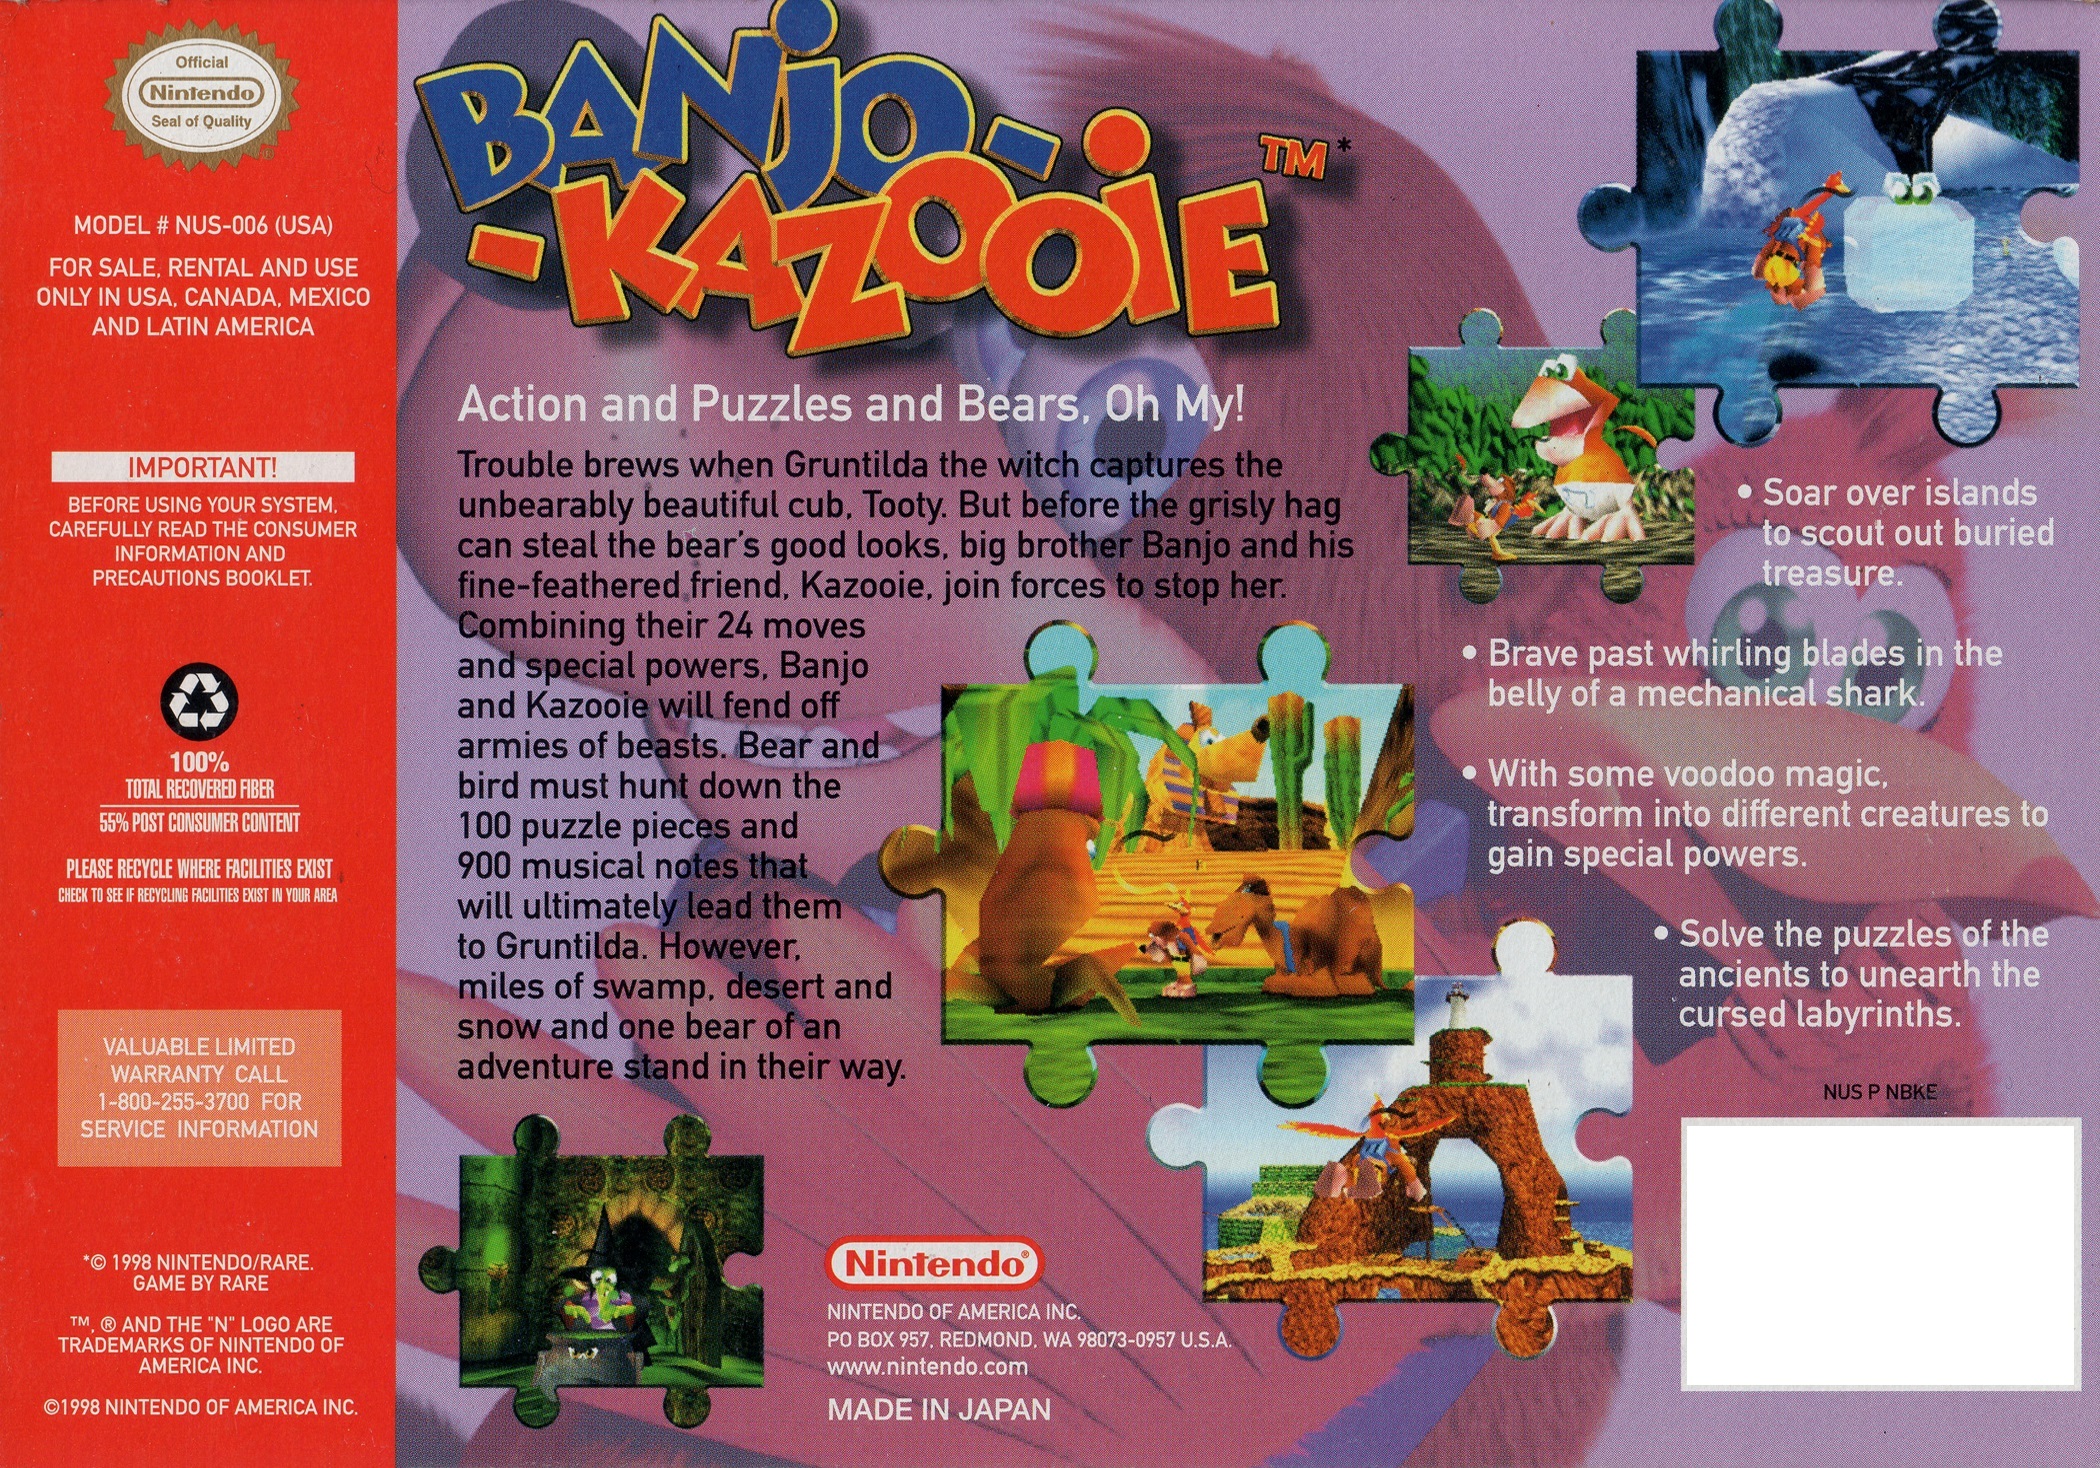 Official
Nintendo
Seal of Quality
MODEL # NUS-006 (USA)
FOR SALE, RENTAL AND USE
ONLY IN USA, CANADA, MEXICO
AND LATIN AMERICA
IMPORTANT!
BEFORE USING YOUR SYSTEM,
CAREFULLY READ THE CONSUMER
INFORMATION AND
PRECAUTIONS BOOKLET.
100%
TOTAL RECOVERED FIBER
55% POST CONSUMER CONTENT
PLEASE RECYCLE WHERE FACILITIES EXIST
CHECK TO SEE IF RECYCLING FACILITIES EXIST IN YOUR AREA
VALUABLE LIMITED
WARRANTY CALL
1-800-255-3700 FOR
SERVICE INFORMATION
*© 1998 NINTENDO/RARE.
GAME BY RARE
™, ® AND THE "N" LOGO ARE
TRADEMARKS OF NINTENDO OF
AMERICA INC.
©1998 NINTENDO OF AMERICA INC.
BANJO-
-KAZOOIE ™*
Action and Puzzles and Bears, Oh My!
Trouble brews when Gruntilda the witch captures the
unbearably beautiful cub, Tooty. But before the grisly hag
can steal the bear's good looks, big brother Banjo and his
fine-feathered friend, Kazooie, join forces to stop her.
Combining their 24 moves
and special powers, Banjo
and Kazooie will fend off
armies of beasts. Bear and
bird must hunt down the
100 puzzle pieces and
900 musical notes that
will ultimately lead them
to Gruntilda. However,
miles of swamp, desert and
snow and one bear of an
adventure stand in their way.
• Soar over islands
to scout out buried
treasure.
• Brave past whirling blades in the
belly of a mechanical shark.
• With some voodoo magic,
transform into different creatures to
gain special powers.
• Solve the puzzles of the
ancients to unearth the
cursed labyrinths.
NUS P NBKE
Nintendo®
NINTENDO OF AMERICA INC.
PO BOX 957, REDMOND, WA 98073-0957 U.S.A.
www.nintendo.com
MADE IN JAPAN